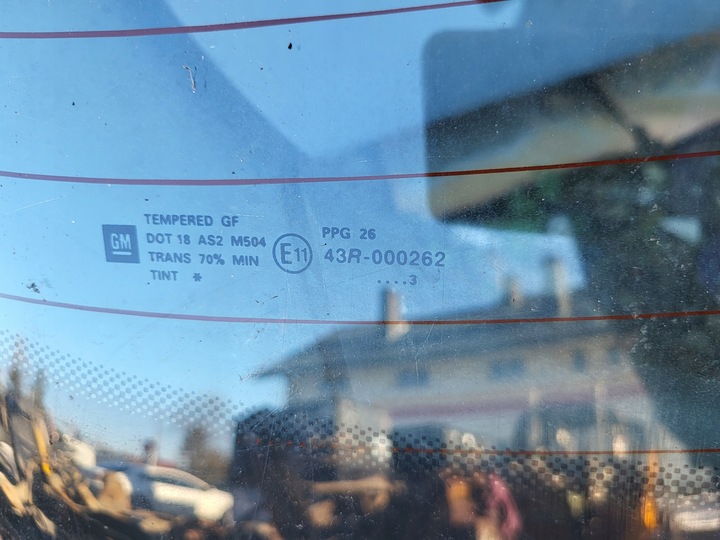 GM
TEMPERED GF
DOT 18 AS2 M504
TRANS 70% MIN
TINT *
E11
PPG 26
43R-000262
....3